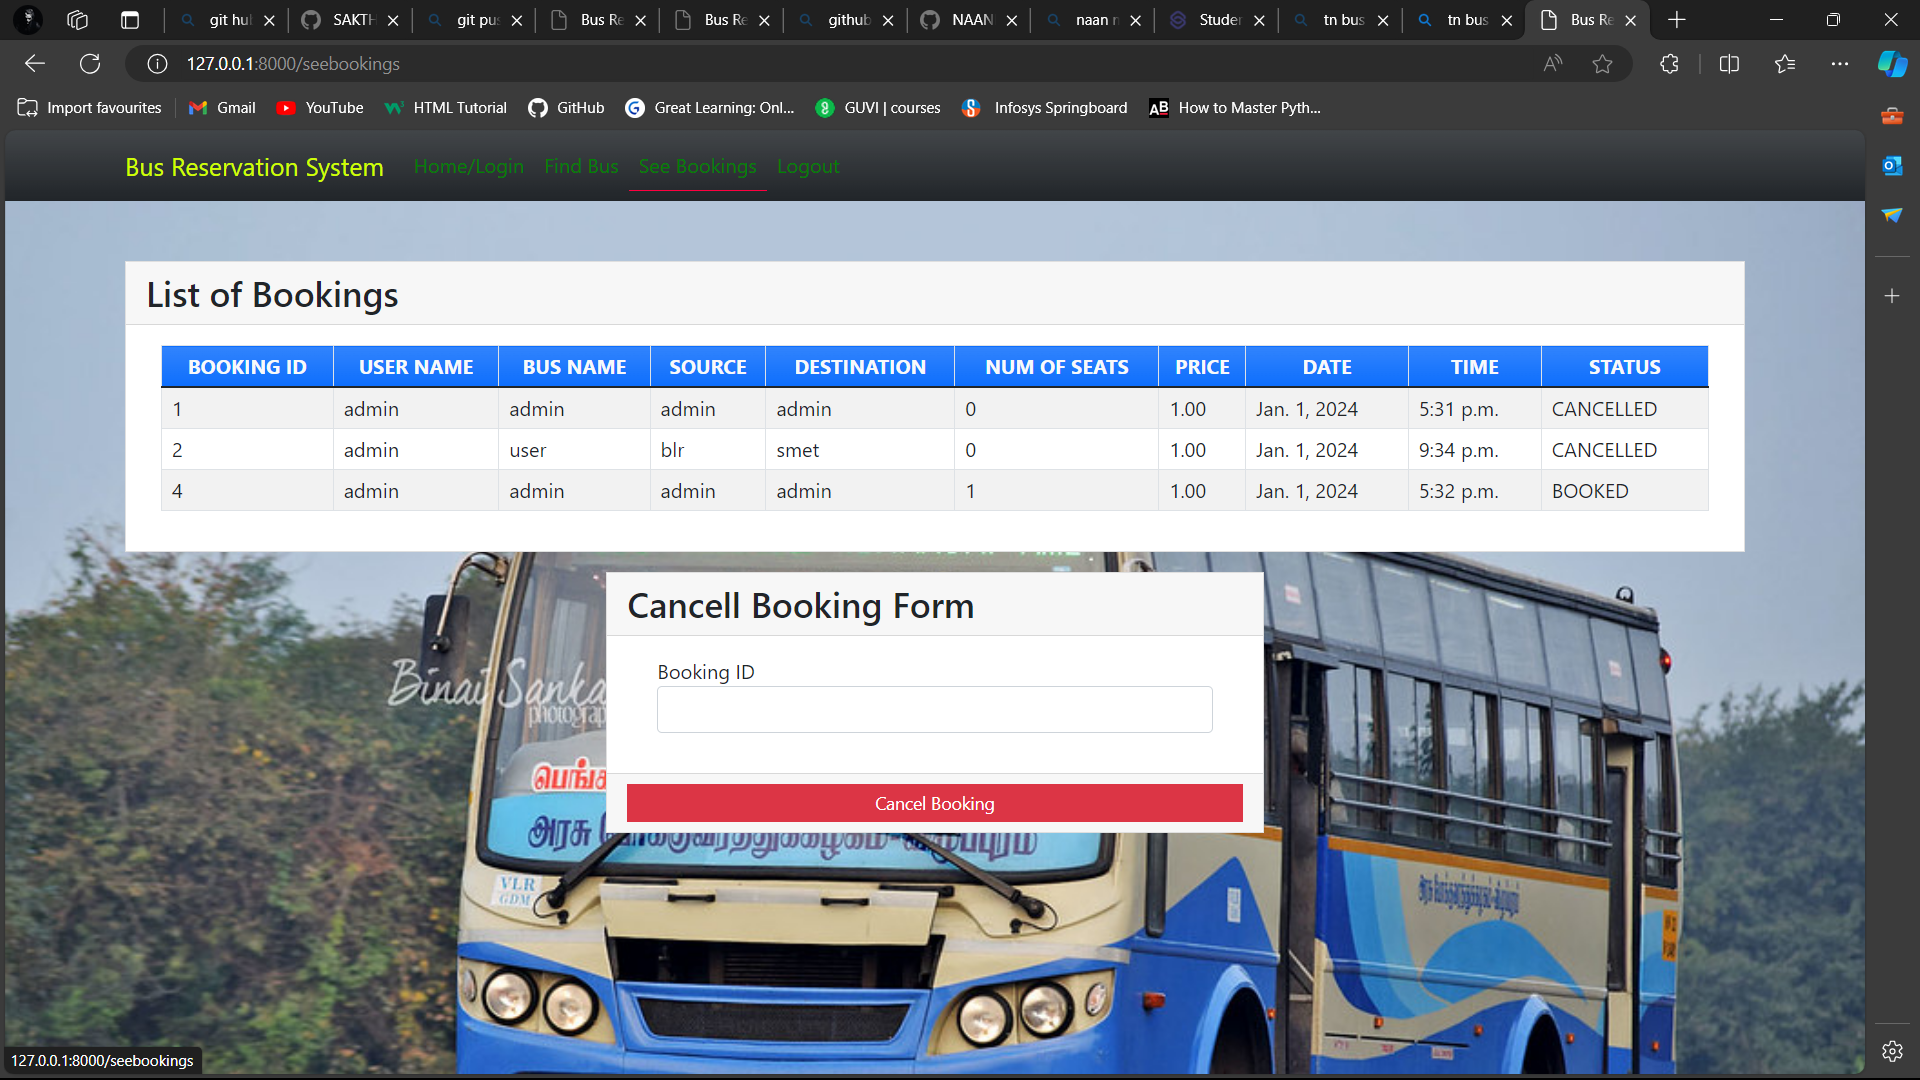 git hu
SAKTH
git pu
Bus Re
Bus Re
github
NAAN
naan n
Studen
tn bus
tn bus
Bus Re
127.0.0.1:8000/seebookings
Import favourites
Gmail
YouTube
HTML Tutorial
GitHub
Great Learning: Onl...
GUVI | courses
Infosys Springboard
How to Master Pyth...
Bus Reservation System
Home/Login Find Bus See Bookings Logout
List of Bookings
BOOKING ID USER NAME BUS NAME SOURCE DESTINATION NUM OF SEATS PRICE DATE TIME STATUS
1 admin admin admin admin 0 1.00 Jan. 1, 2024 5:31 p.m. CANCELLED
2 admin user blr smet 0 1.00 Jan. 1, 2024 9:34 p.m. CANCELLED
4 admin admin admin admin 1 1.00 Jan. 1, 2024 5:32 p.m. BOOKED
Cancell Booking Form
Booking ID
Cancel Booking
Binai Sanka
photograp
பெங்க
அரசு
VLR
GDM
127.0.0.1:8000/seebookings